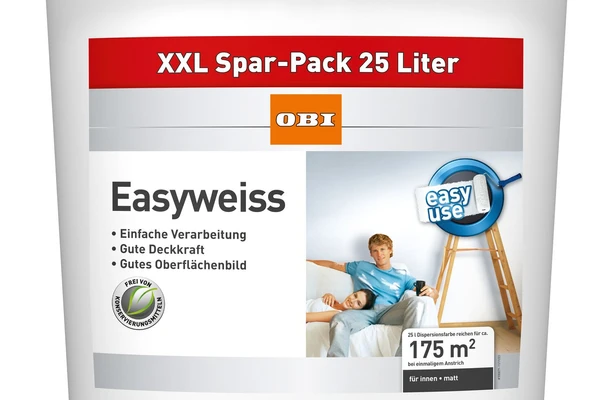 XXL Spar-Pack 25 Liter
OBI
Easyweiss
• Einfache Verarbeitung
• Gute Deckkraft
• Gutes Oberflächenbild
FREI VON
KONSERVIERUNGSMITTELN
easy
use
25 l Dispersionsfarbe reichen für ca.
175 m²
bei einmaligem Anstrich
für innen • matt